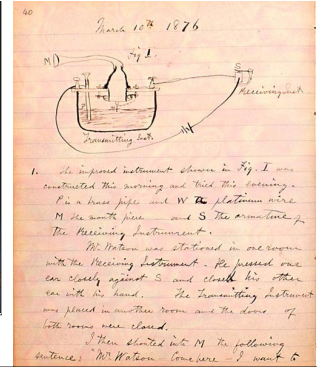 40
March 10th 1876
Fig. 1.
M
S
Receiving Inst.
P
W
Transmitting Inst.
1. The improved instrument shown in Fig. I was
constructed this morning and tried this evening.
P is a brass pipe and W the platinum wire
M the mouth piece and S the armature of
the Receiving Instrument.
Mr. Watson was stationed in one room
with the Receiving Instrument. He pressed one
ear closely against S and closed his other
ear with his hand. The Transmitting Instrument
was placed in another room and the doors of
both rooms were closed.
I then shouted into M the following
sentence: "Mr Watson - Come here - I want to